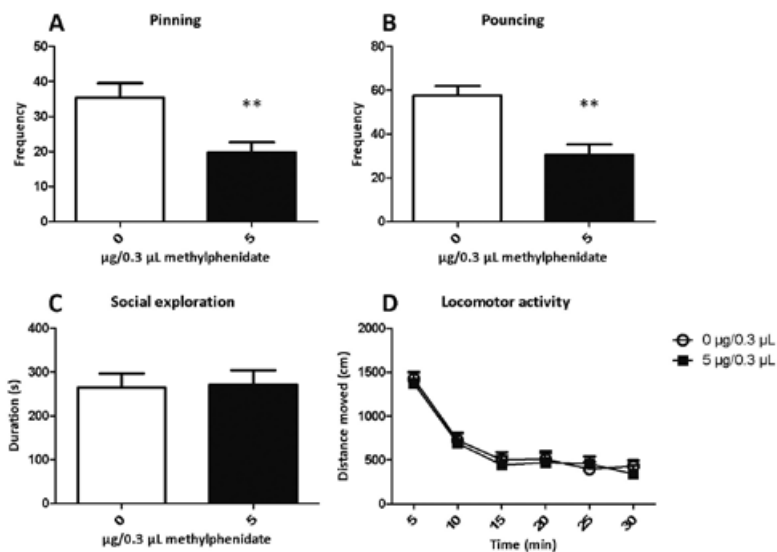 A Pinning
Frequency
50
40
30
20
10
0
**
0 5
µg/0.3 µL methylphenidate
B Pouncing
Frequency
80
60
40
20
0
**
0 5
µg/0.3 µL methylphenidate
C Social exploration
Duration (s)
400
300
200
100
0
0 5
µg/0.3 µL methylphenidate
D Locomotor activity
Distance moved (cm)
2000
1500
1000
500
0
5 10 15 20 25 30
Time (min)
0 µg/0.3 µL
5 µg/0.3 µL